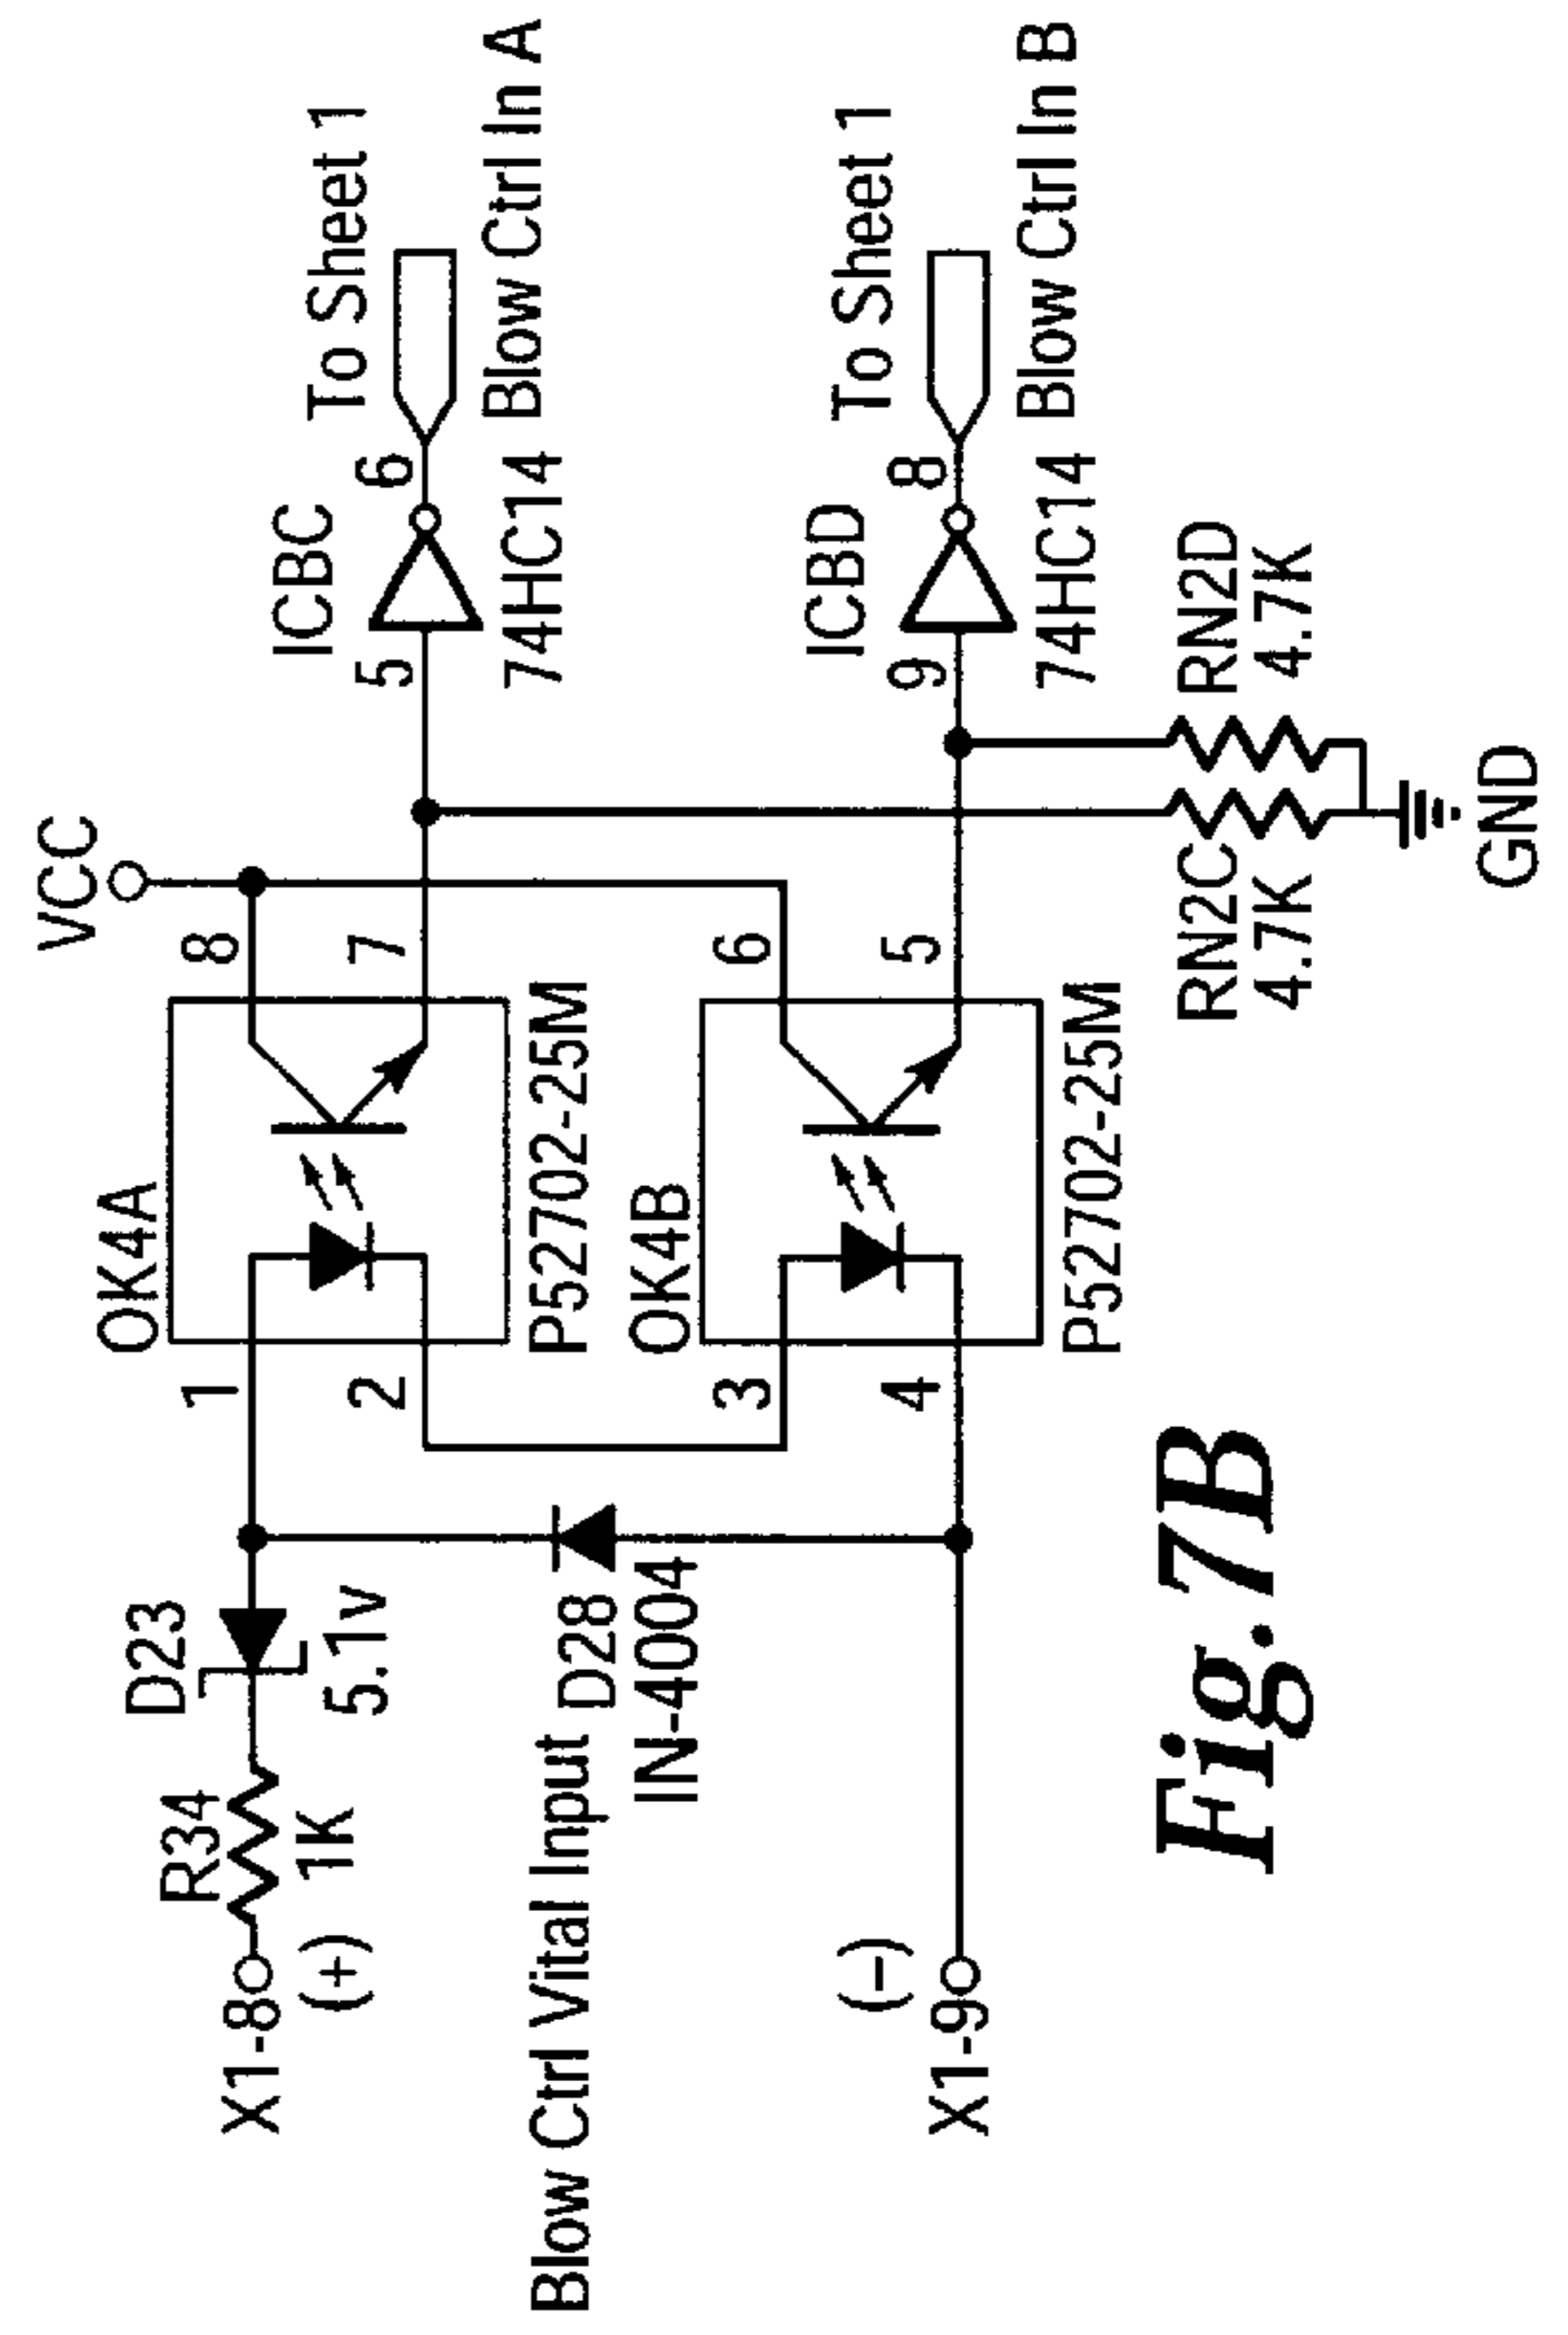 VCC
OK4A
8
7
1
2
P52702-25M
ICBC
5
6
74HC14
To Sheet 1
Blow Ctrl In A
D23
5.1v
R34
1K
X1-8
(+)
Blow Ctrl Vital Input
D28
IN-4004
OK4B
6
5
3
4
P52702-25M
ICBD
9
8
74HC14
To Sheet 1
Blow Ctrl In B
(-)
X1-9
RN2C
4.7K
RN2D
4.7K
GND
Fig. 7B